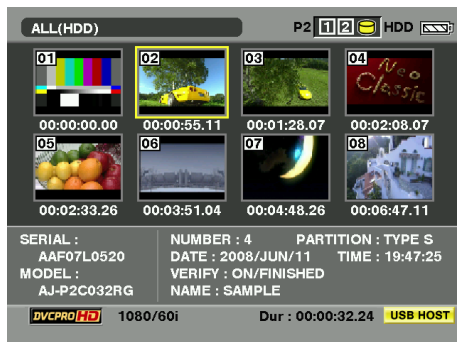 ALL(HDD) P2 1 2 HDD
01 02 03 04
Neo
Classic
00:00:00.00 00:00:55.11 00:01:28.07 00:02:08.07
05 06 07 08
00:02:33.26 00:03:51.04 00:04:48.26 00:06:47.11
SERIAL : NUMBER : 4 PARTITION : TYPE S
AAF07L0520 DATE : 2008/JUN/11 TIME : 19:47:25
MODEL : VERIFY : ON/FINISHED
AJ-P2C032RG NAME : SAMPLE
DVCPRO HD 1080/60i Dur : 00:00:32.24 USB HOST